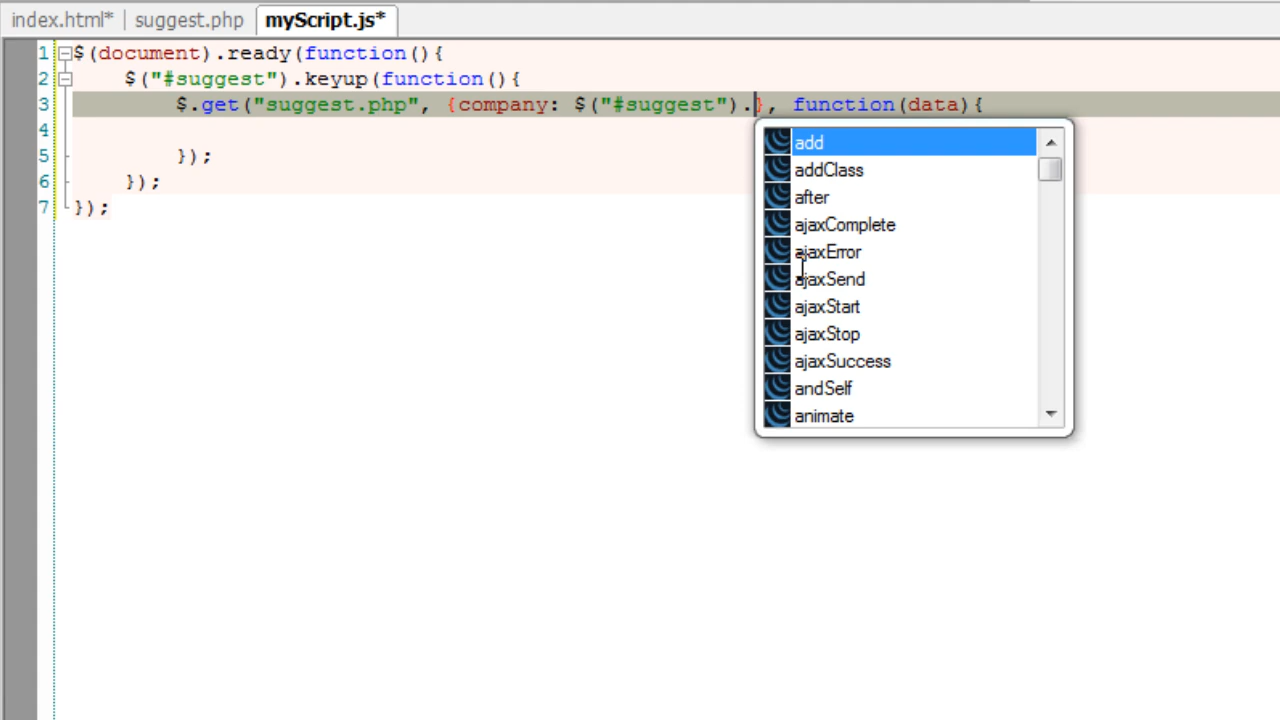 index.html* suggest.php myScript.js*
1 $(document).ready(function(){
2 $("#suggest").keyup(function(){
3 $.get("suggest.php", {company: $("#suggest").}, function(data){
4
5 });
6 });
7 });
add
addClass
after
ajaxComplete
ajaxError
ajaxSend
ajaxStart
ajaxStop
ajaxSuccess
andSelf
animate